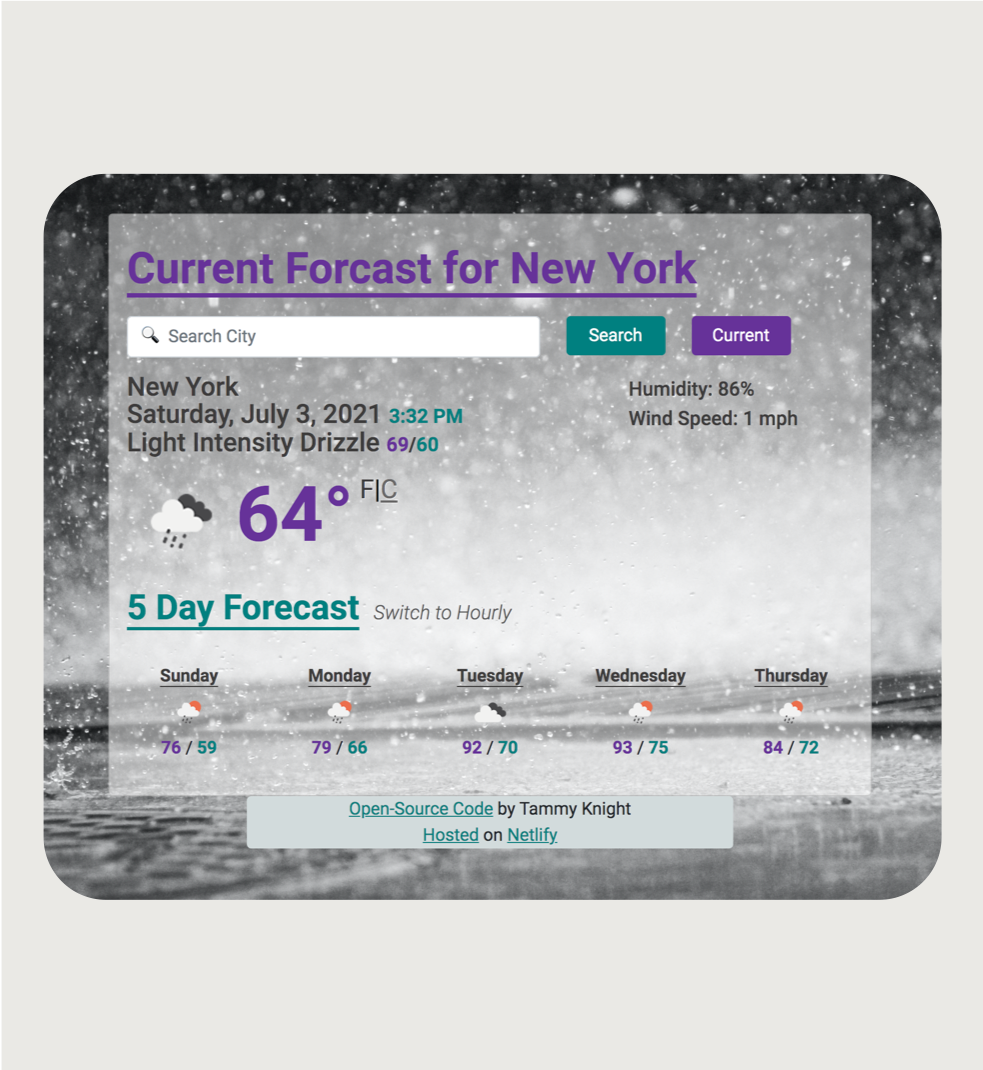 Current Forcast for New York
Search City
Search
Current
New York
Saturday, July 3, 2021 3:32 PM
Light Intensity Drizzle 69/60
Humidity: 86%
Wind Speed: 1 mph
64° F|C
5 Day Forecast Switch to Hourly
Sunday Monday Tuesday Wednesday Thursday
76 / 59 79 / 66 92 / 70 93 / 75 84 / 72
Open-Source Code by Tammy Knight
Hosted on Netlify